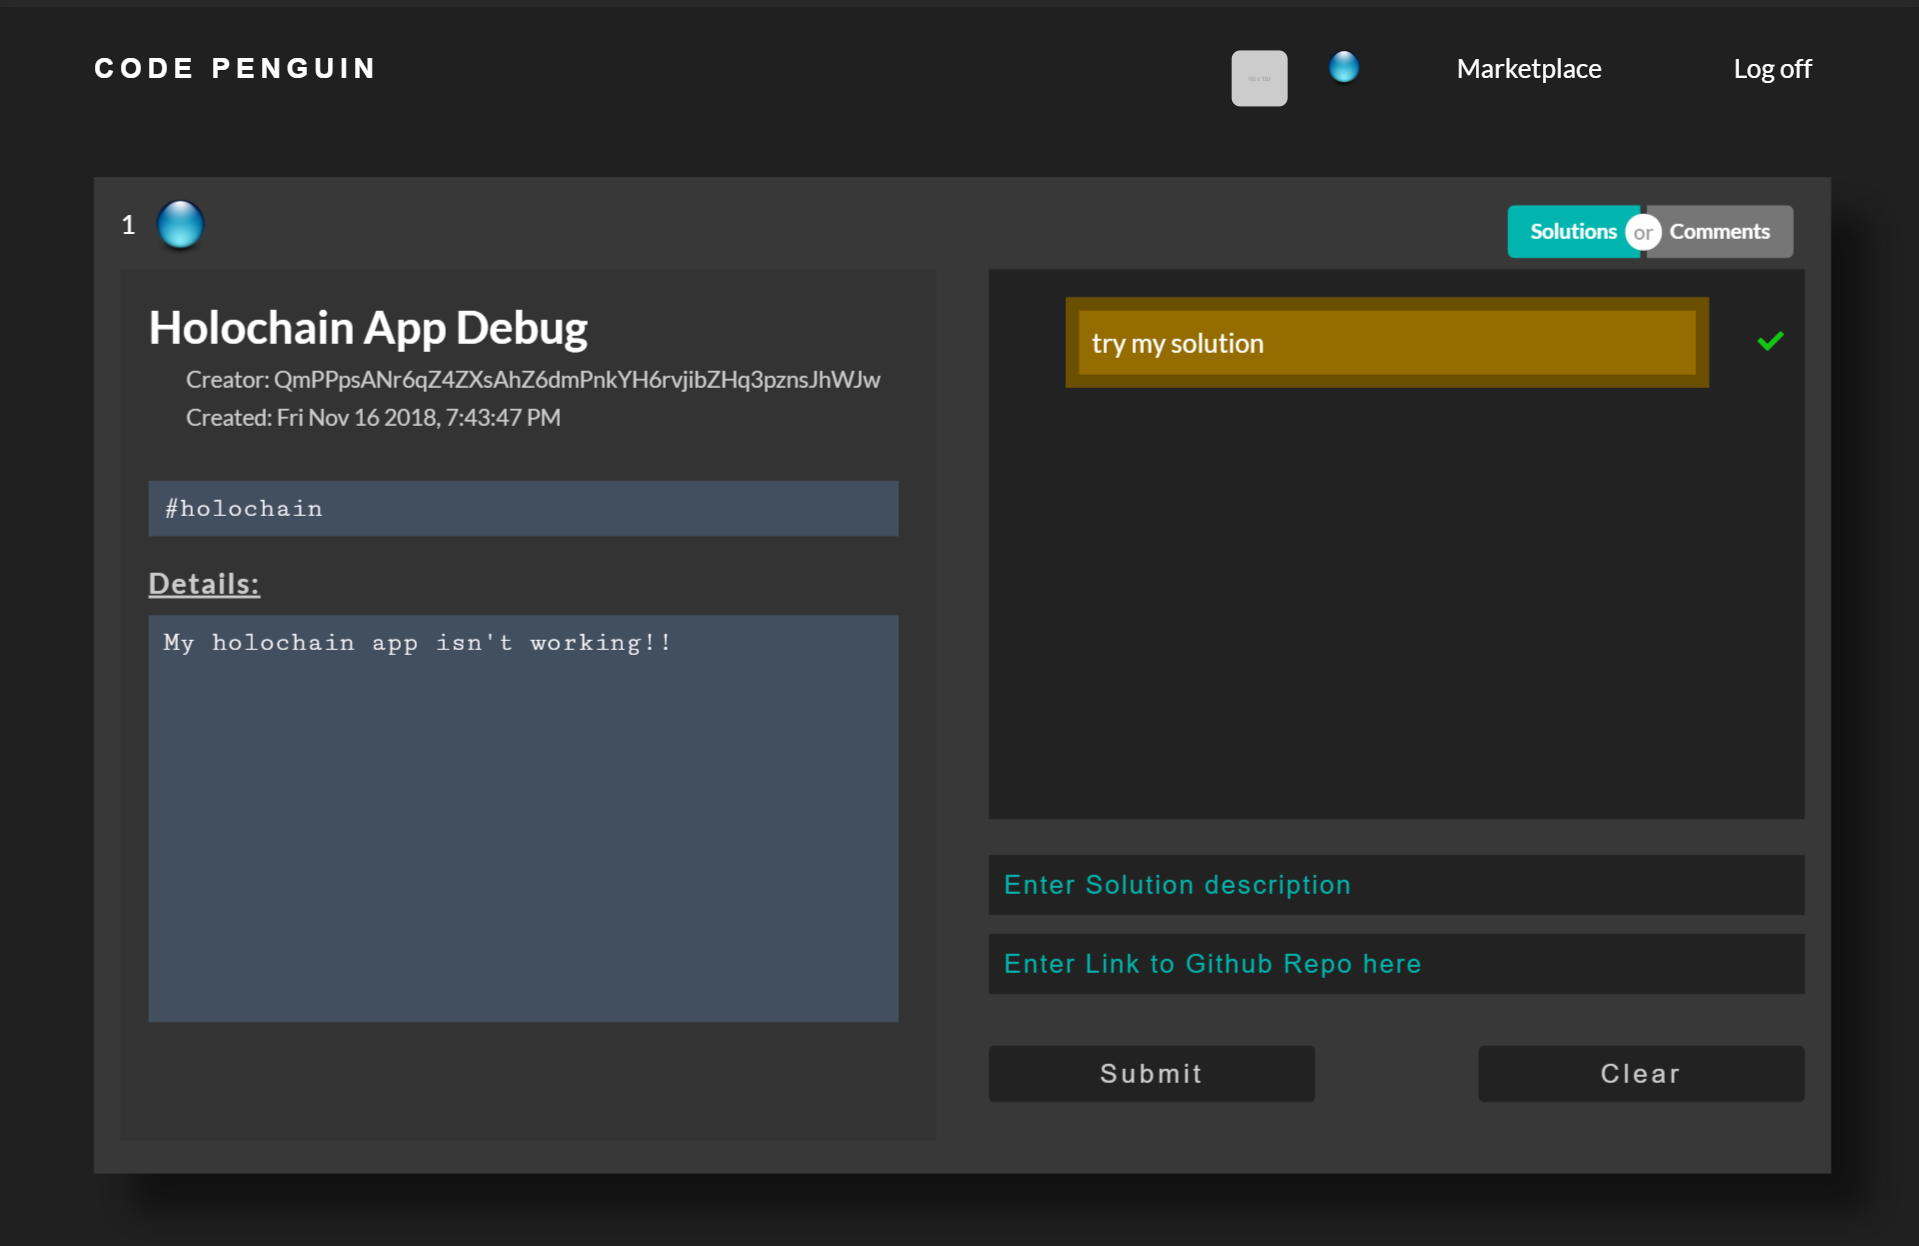 CODE PENGUIN
Marketplace
Log off
1
Solutions or Comments
Holochain App Debug
Creator: QmPPpsANr6qZ4ZXsAhZ6dmPnkYH6rvjibZHq3pznsJhWJw
Created: Fri Nov 16 2018, 7:43:47 PM
#holochain
Details:
My holochain app isn't working!!
try my solution
Enter Solution description
Enter Link to Github Repo here
Submit
Clear